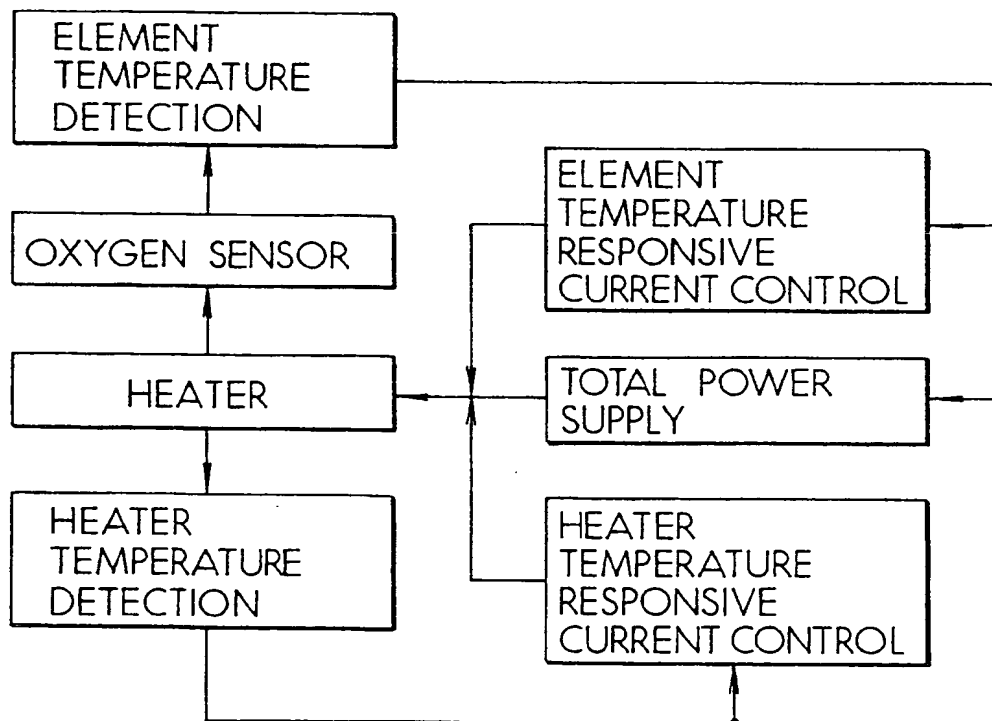 ELEMENT
TEMPERATURE
DETECTION
OXYGEN SENSOR
HEATER
HEATER
TEMPERATURE
DETECTION
ELEMENT
TEMPERATURE
RESPONSIVE
CURRENT CONTROL
TOTAL POWER
SUPPLY
HEATER
TEMPERATURE
RESPONSIVE
CURRENT CONTROL